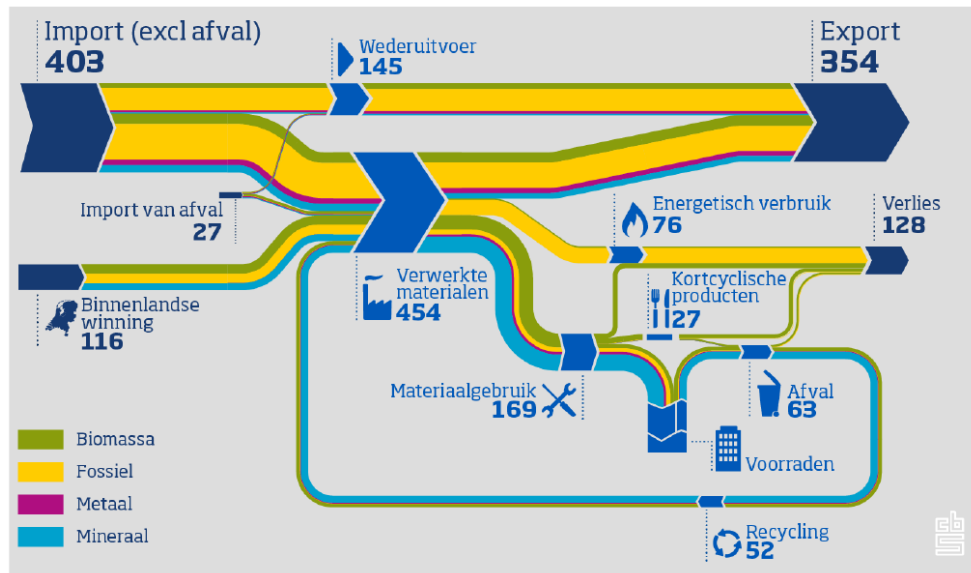 Import (excl afval)
403
Wederuitvoer
145
Export
354
Import van afval
27
Energetisch verbruik
76
Verlies
128
Binnenlandse
winning
116
Verwerkte
materialen
454
Kortcyclische
producten
27
Materiaalgebruik
169
Afval
63
Voorraden
Biomassa
Fossiel
Metaal
Mineraal
Recycling
52
cbs